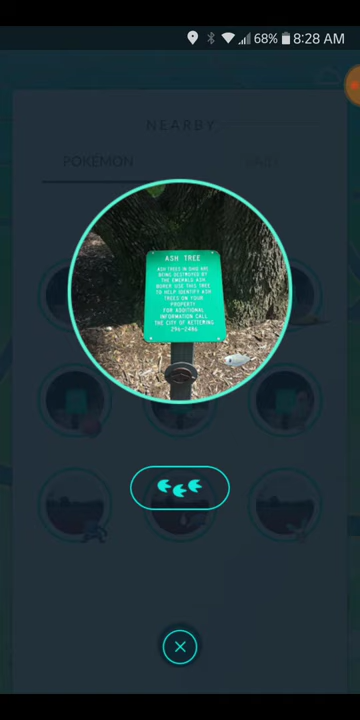 68% 8:28 AM
NEARBY
POKÉMON
RAID
ASH TREE
ASH TREES IN OHIO ARE
BEING DESTROYED BY
THE EMERALD ASH
BORER USE THIS TREE
TO HELP IDENTIFY ASH
TREES ON YOUR
PROPERTY
FOR ADDITIONAL
INFORMATION CALL
THE CITY OF KETTERING
296-2486